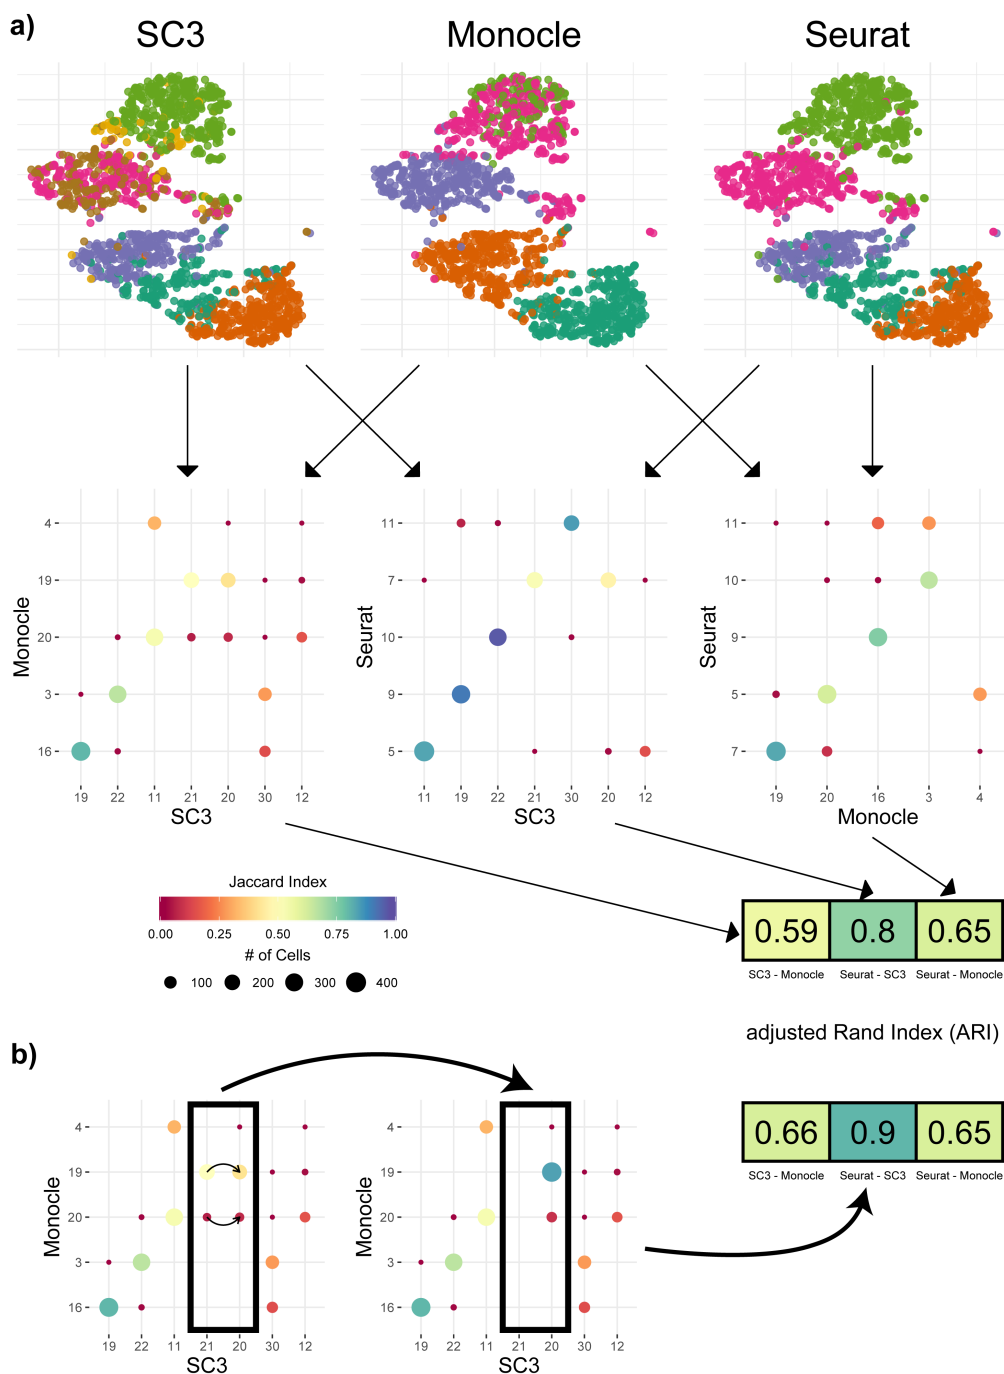 a)
SC3 Monocle Seurat
4
19
20
3
16
Monocle
19 22 11 21 20 30 12
SC3
11
7
10
9
5
Seurat
11 19 22 21 30 20 12
SC3
11
10
9
5
7
Seurat
19 20 16 3 4
Monocle
Jaccard Index
0.00 0.25 0.50 0.75 1.00
# of Cells
100 200 300 400
0.59 0.8 0.65
SC3 - Monocle Seurat - SC3 Seurat - Monocle
adjusted Rand Index (ARI)
b)
4
19
20
3
16
Monocle
19 22 11 21 20 30 12
SC3
4
19
20
3
16
Monocle
19 22 11 21 20 30 12
SC3
0.66 0.9 0.65
SC3 - Monocle Seurat - SC3 Seurat - Monocle